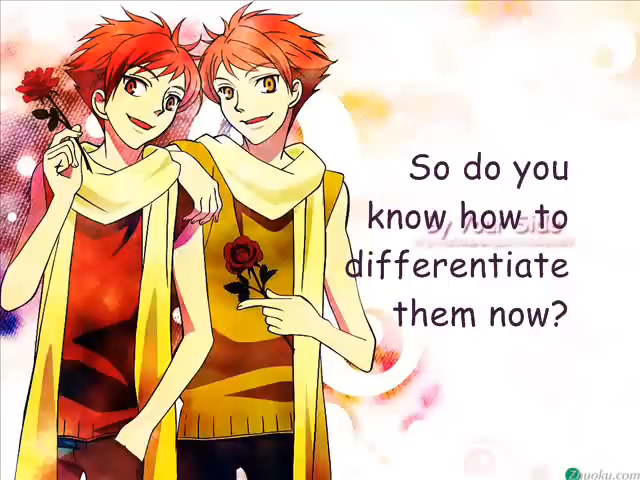 So do you
know how to
differentiate
them now?
Zhuoku.com